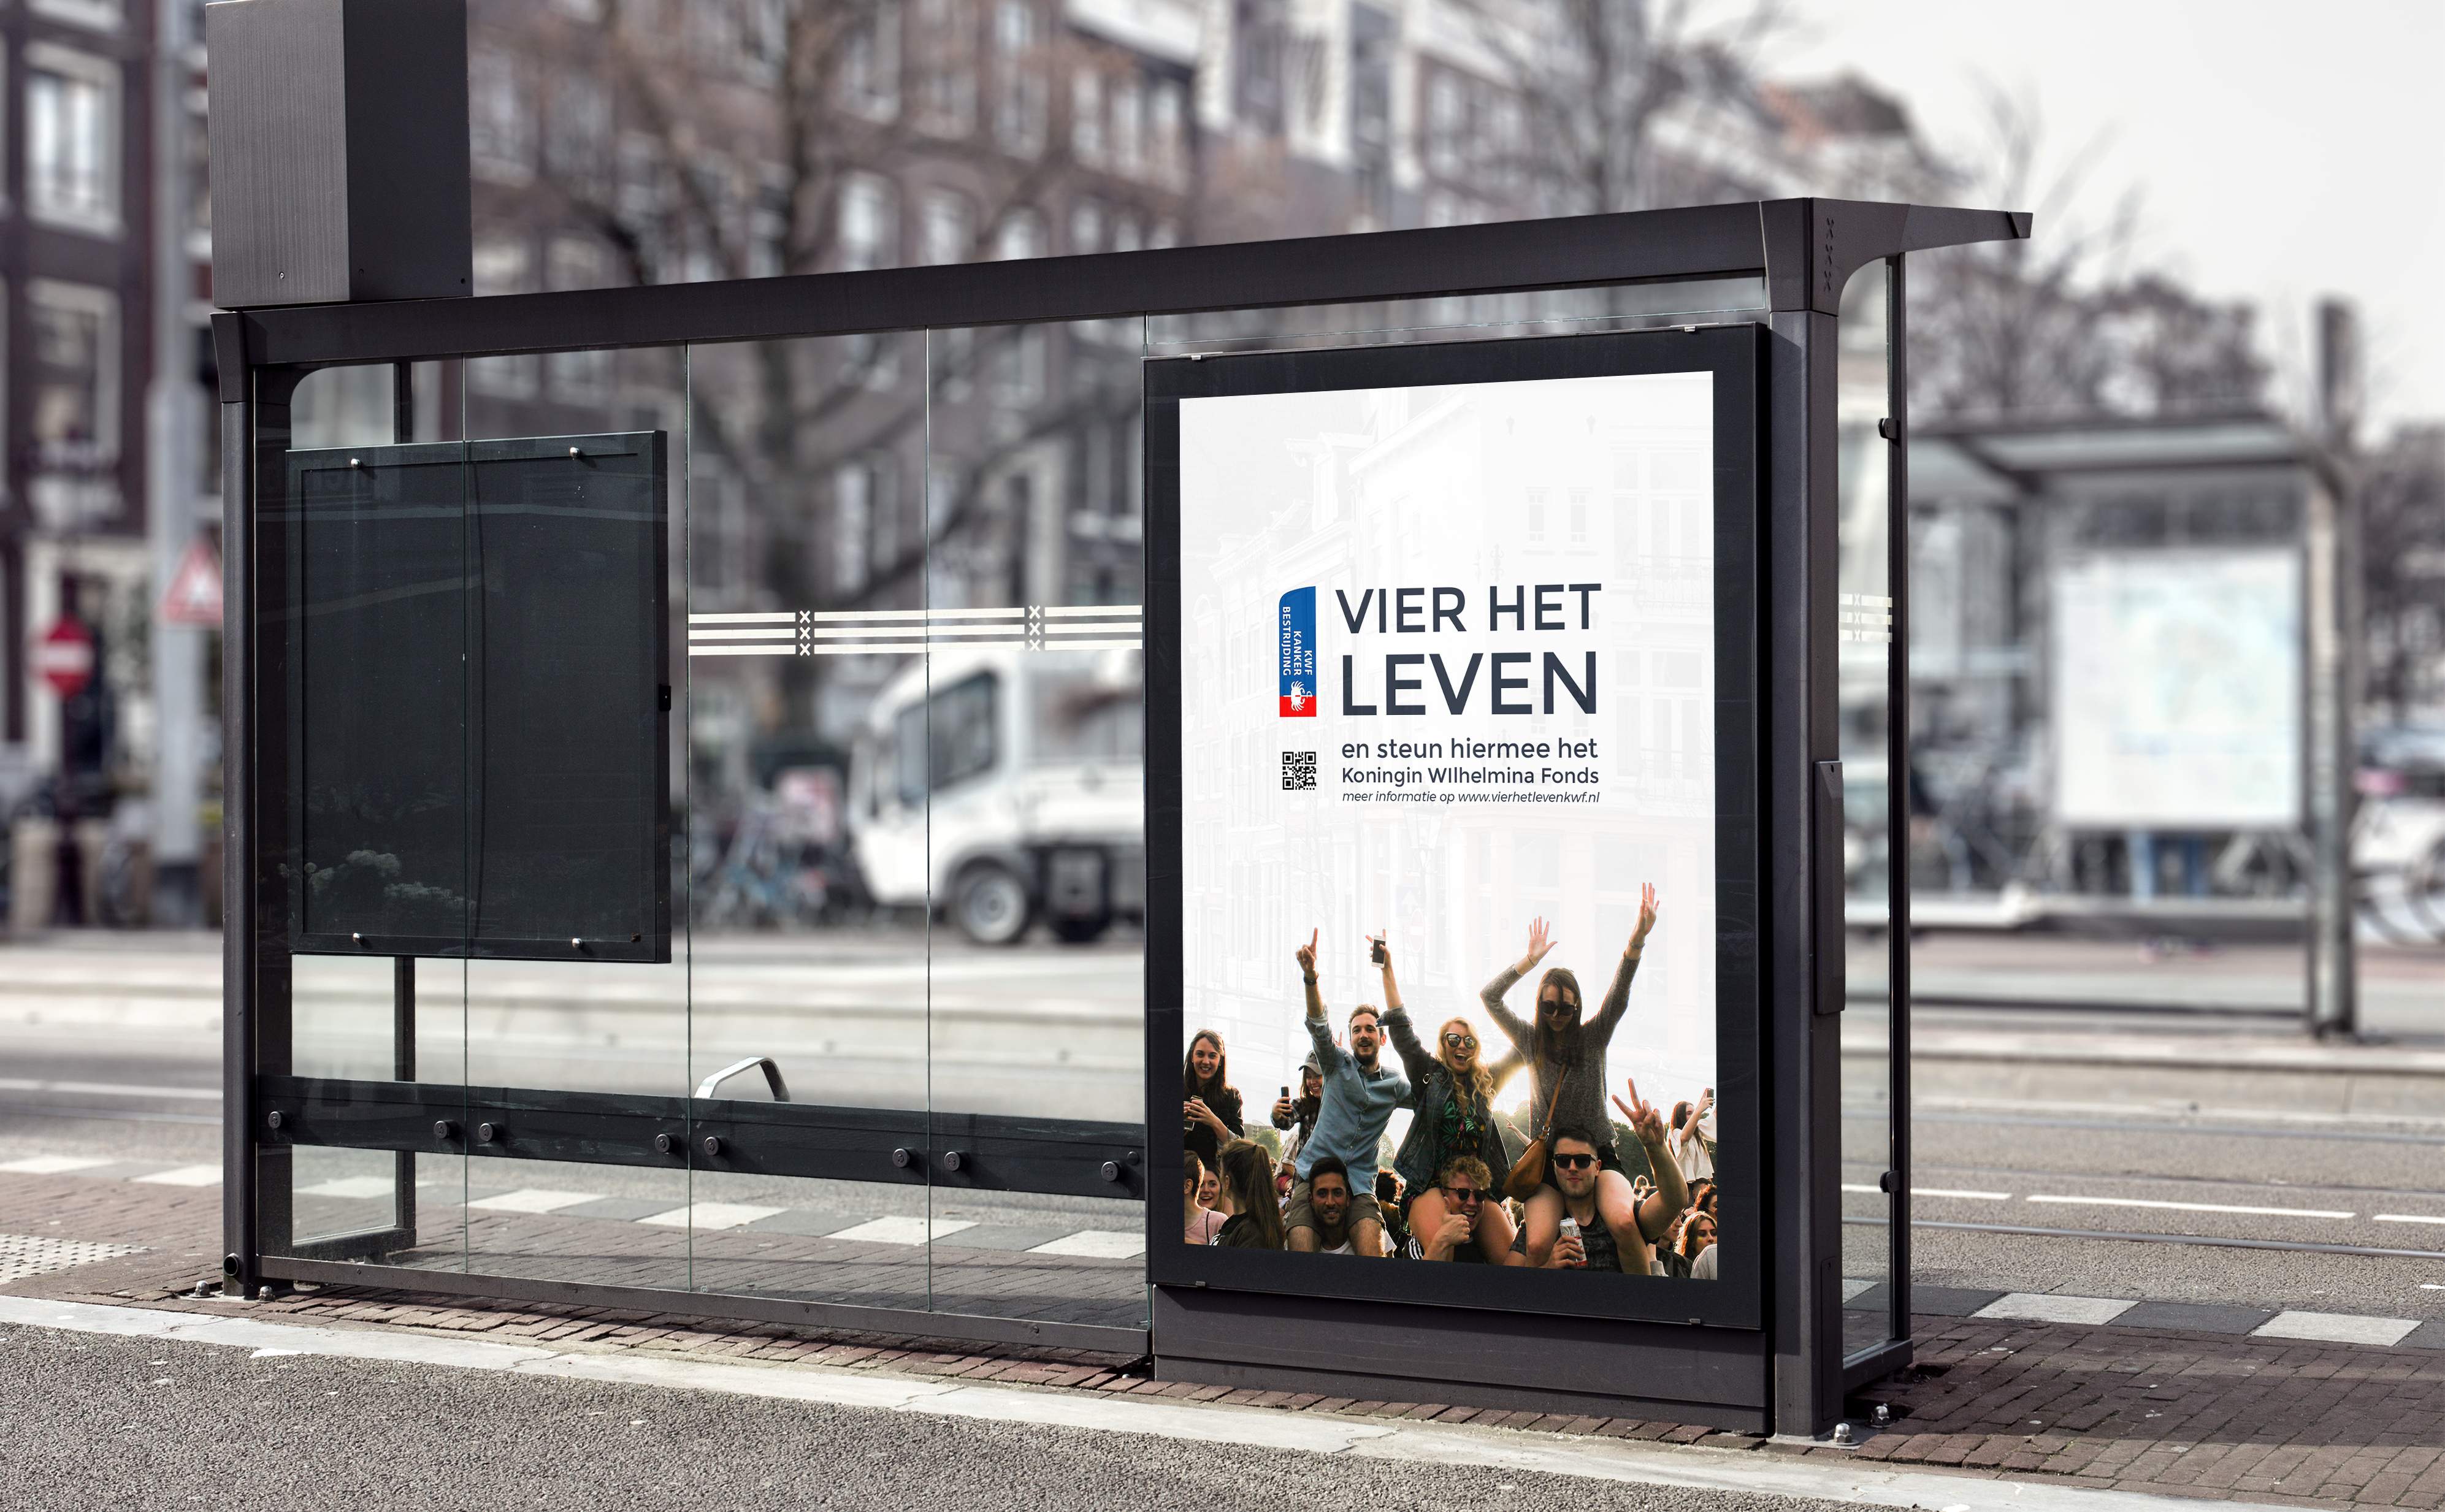 VIER HET
LEVEN
KWF
KANKER
BESTRIJDING
en steun hiermee het
Koningin WIlhelmina Fonds
meer informatie op www.vierhetlevenkwf.nl